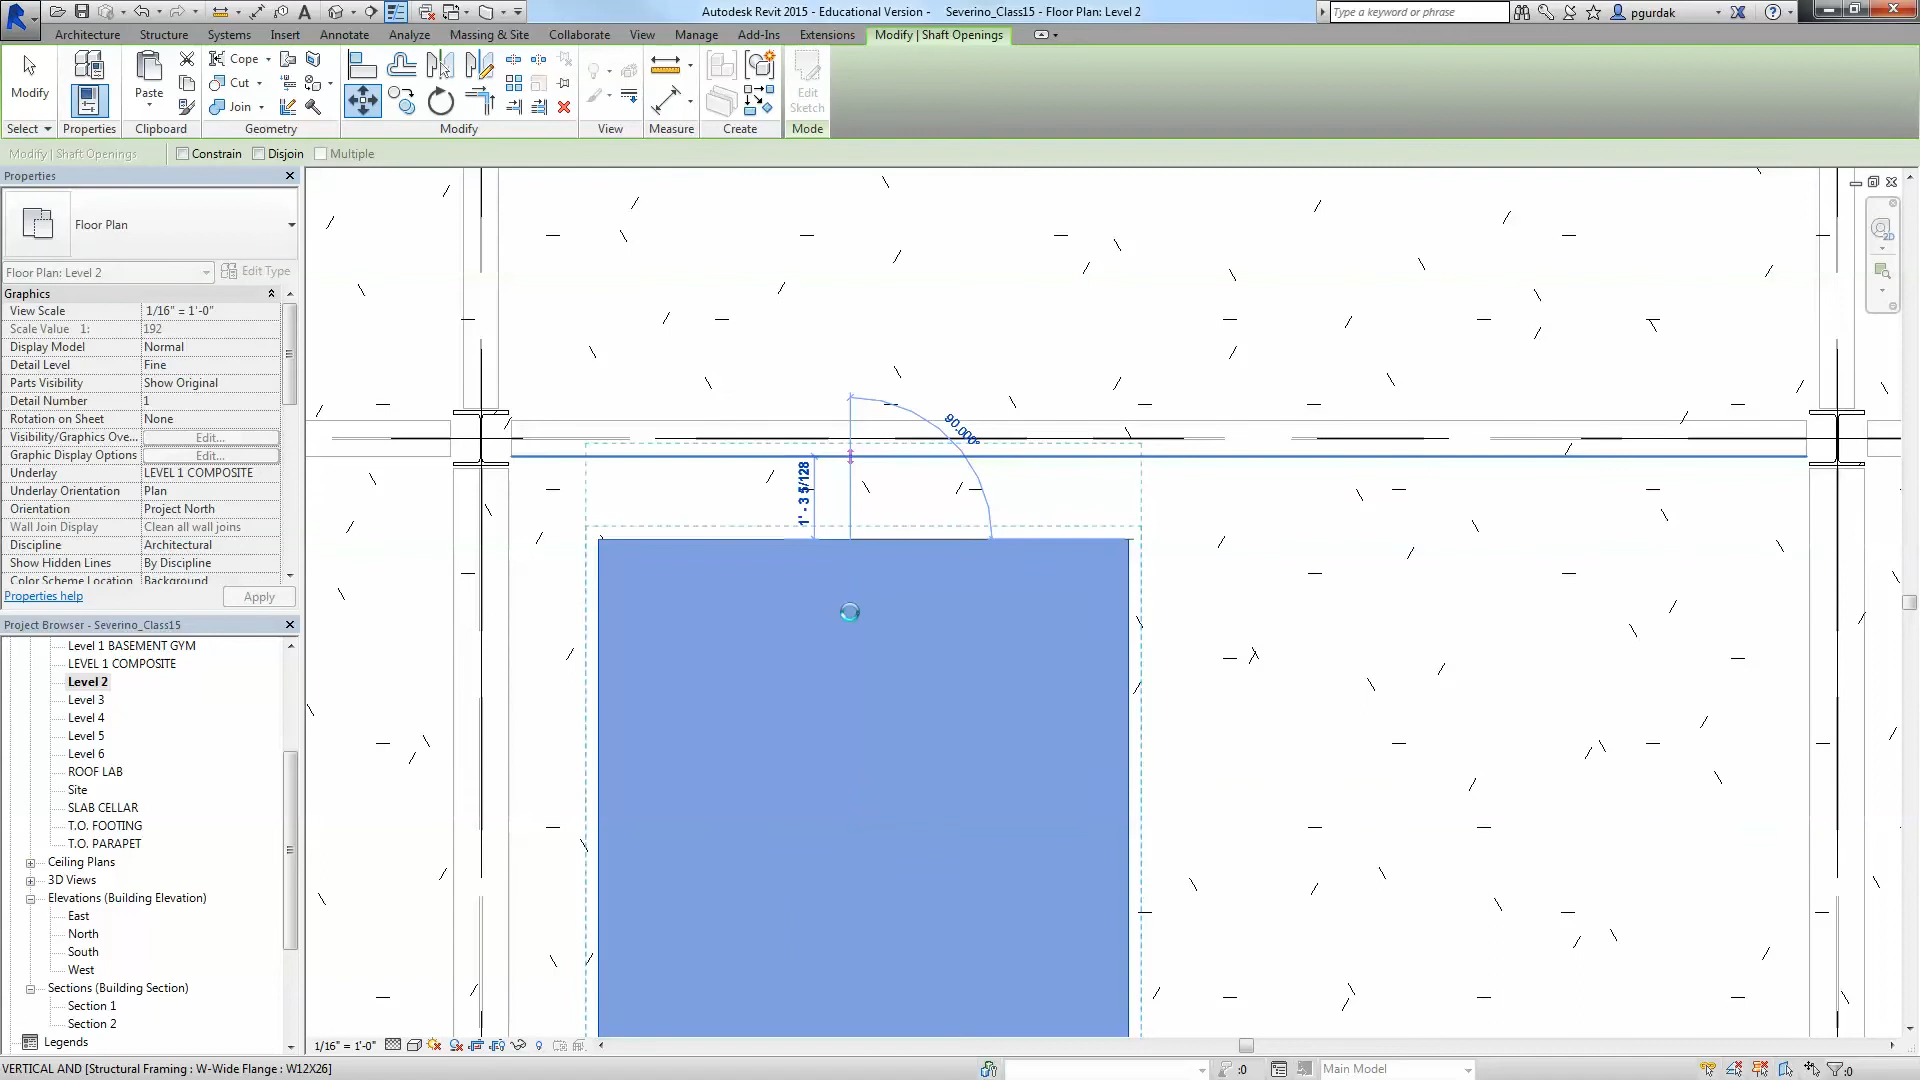 Autodesk Revit 2015 - Educational Version - Severino_Class15 - Floor Plan: Level 2
Type a keyword or phrase
pgurdak
Architecture Structure Systems Insert Annotate Analyze Massing & Site Collaborate View Manage Add-Ins Extensions Modify | Shaft Openings
Modify
Paste
Cope
Cut
Join
Edit Sketch
Select Properties Clipboard Geometry Modify View Measure Create Mode
Modify | Shaft Openings Constrain Disjoin Multiple
Properties
Floor Plan
Floor Plan: Level 2 Edit Type
Graphics
View Scale 1/16" = 1'-0"
Scale Value 1: 192
Display Model Normal
Detail Level Fine
Parts Visibility Show Original
Detail Number 1
Rotation on Sheet None
Visibility/Graphics Ove... Edit...
Graphic Display Options Edit...
Underlay LEVEL 1 COMPOSITE
Underlay Orientation Plan
Orientation Project North
Wall Join Display Clean all wall joins
Discipline Architectural
Show Hidden Lines By Discipline
Color Scheme Location Background
Properties help Apply
Project Browser - Severino_Class15
Level 1 BASEMENT GYM
LEVEL 1 COMPOSITE
Level 2
Level 3
Level 4
Level 5
Level 6
ROOF LAB
Site
SLAB CELLAR
T.O. FOOTING
T.O. PARAPET
Ceiling Plans
3D Views
Elevations (Building Elevation)
East
North
South
West
Sections (Building Section)
Section 1
Section 2
Legends
90.000°
1' - 3 5/128
2D
1/16" = 1'-0"
VERTICAL AND [Structural Framing : W-Wide Flange : W12X26]
:0
Main Model
:0